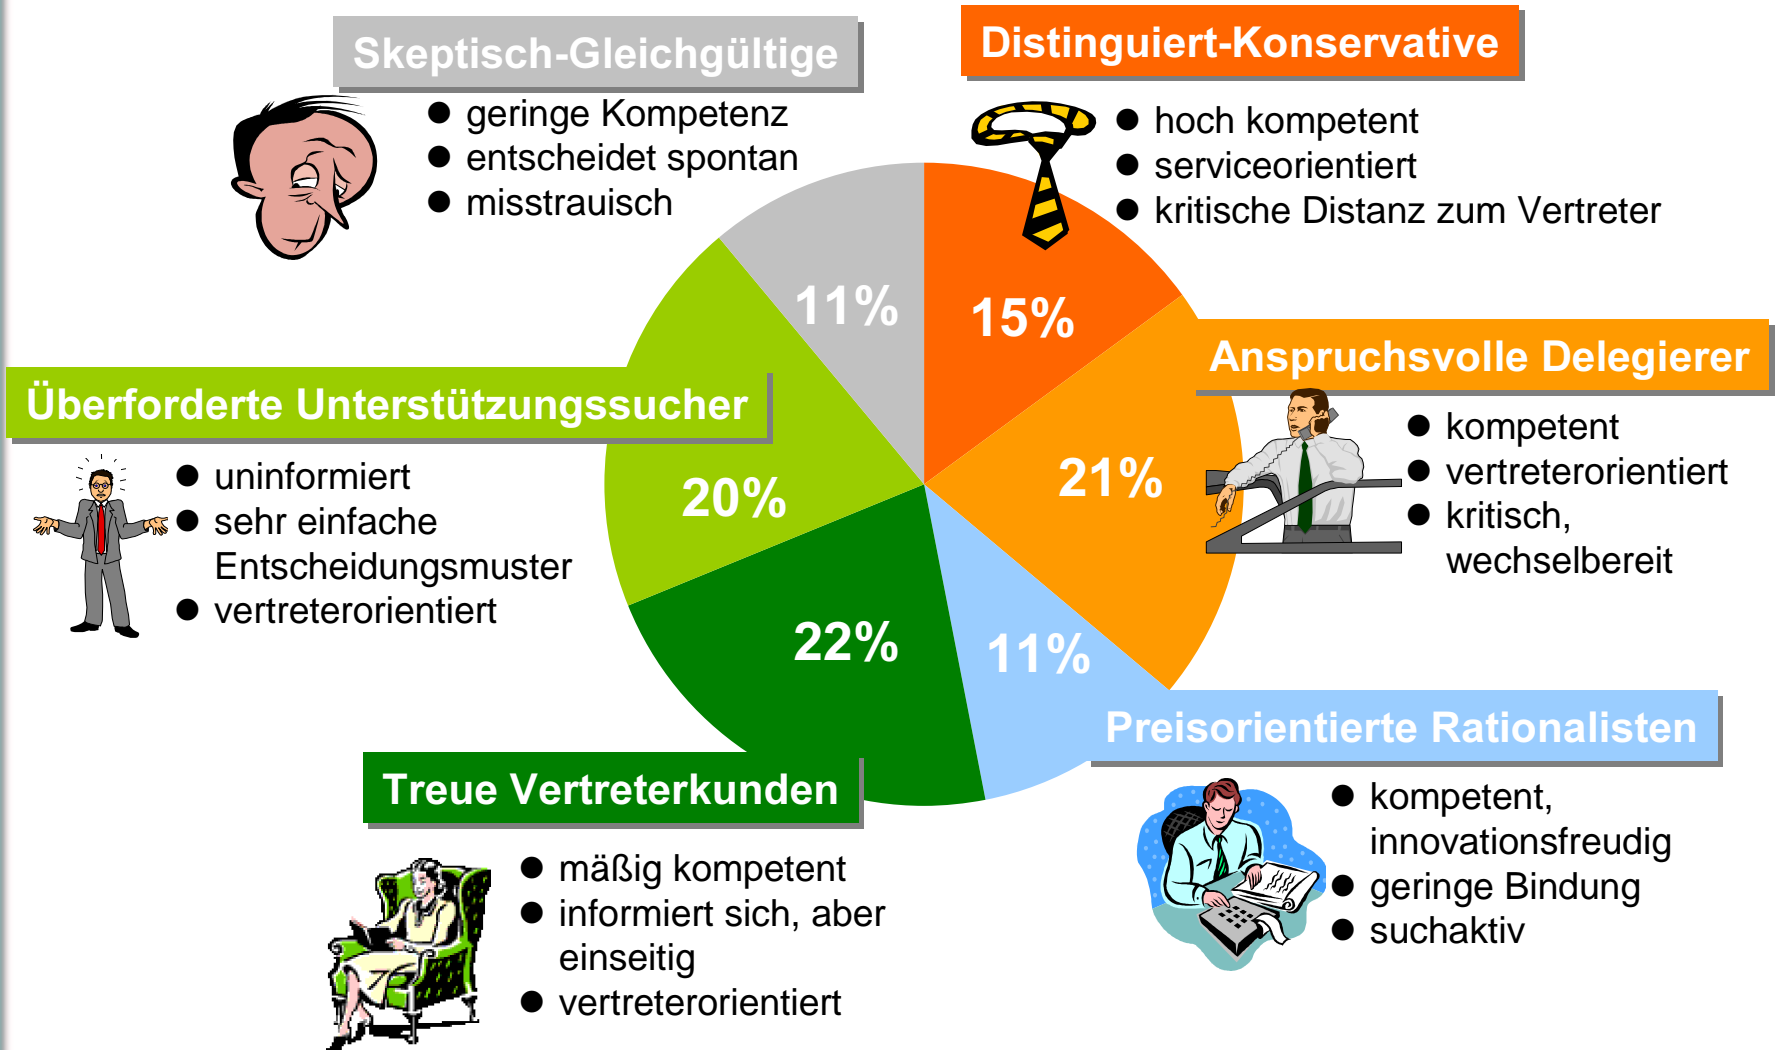 Skeptisch-Gleichgültige
● geringe Kompetenz
● entscheidet spontan
● misstrauisch
Distinguiert-Konservative
● hoch kompetent
● serviceorientiert
● kritische Distanz zum Vertreter
11%
15%
Anspruchsvolle Delegierer
● kompetent
● vertreterorientiert
● kritisch,
wechselbereit
21%
Überforderte Unterstützungssucher
● uninformiert
● sehr einfache
Entscheidungsmuster
● vertreterorientiert
20%
22%
11%
Preisorientierte Rationalisten
● kompetent,
innovationsfreudig
● geringe Bindung
● suchaktiv
Treue Vertreterkunden
● mäßig kompetent
● informiert sich, aber
einseitig
● vertreterorientiert